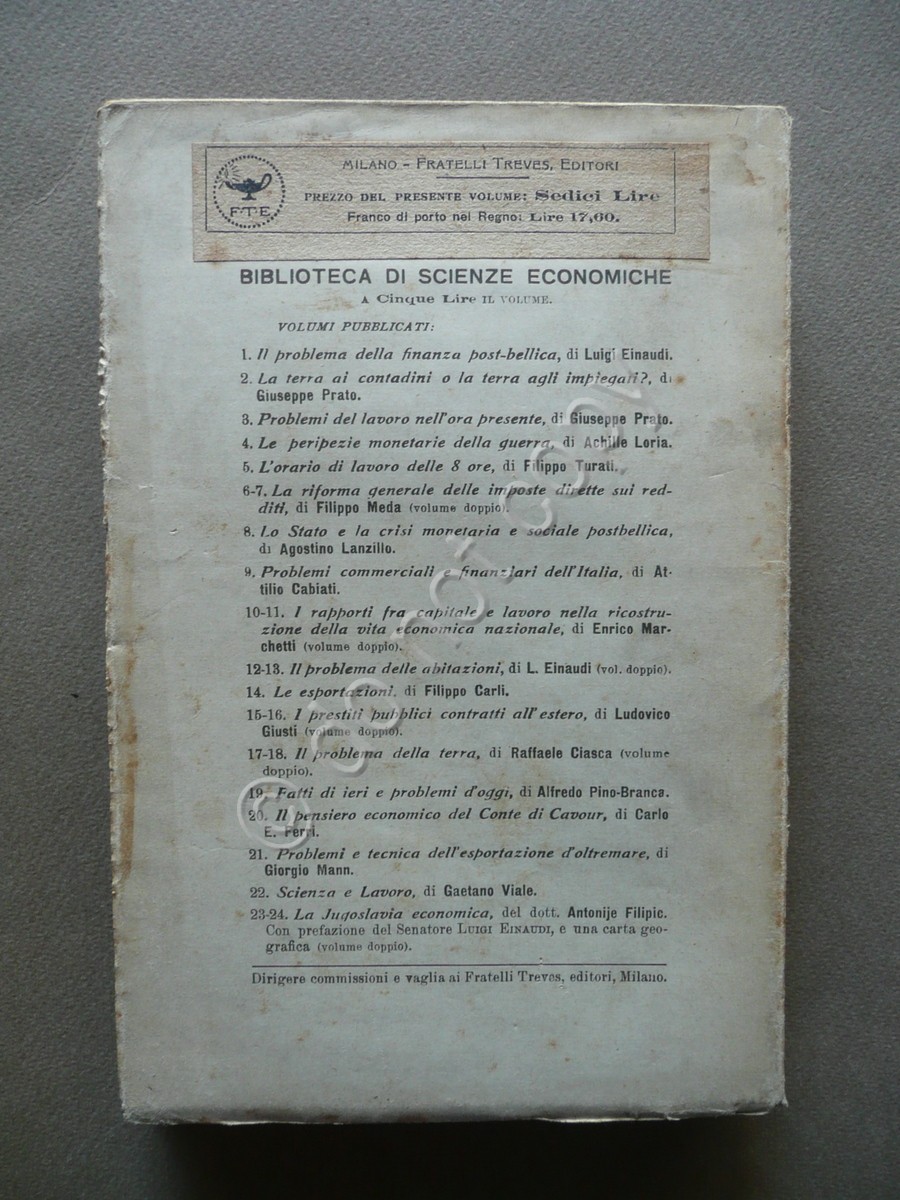 MILANO - FRATELLI TREVES, EDITORI
F·T·E
PREZZO DEL PRESENTE VOLUME: Sedici Lire
Franco di porto nel Regno: Lire 17,60.
BIBLIOTECA DI SCIENZE ECONOMICHE
A Cinque Lire IL VOLUME.
VOLUMI PUBBLICATI:
1. Il problema della finanza post-bellica, di Luigi Einaudi.
2. La terra ai contadini o la terra agli impiegati?, di
Giuseppe Prato.
3. Problemi del lavoro nell'ora presente, di Giuseppe Prato.
4. Le peripezie monetarie della guerra, di Achille Loria.
5. L'orario di lavoro delle 8 ore, di Filippo Turati.
6-7. La riforma generale delle imposte dirette sui red-
diti, di Filippo Meda (volume doppio).
8. Lo Stato e la crisi monetaria e sociale postbellica,
di Agostino Lanzillo.
9. Problemi commerciali e finanziari dell'Italia, di At-
tilio Cabiati.
10-11. I rapporti fra capitale e lavoro nella ricostru-
zione della vita economica nazionale, di Enrico Mar-
chetti (volume doppio).
12-13. Il problema delle abitazioni, di L. Einaudi (vol. doppio).
14. Le esportazioni, di Filippo Carli.
15-16. I prestiti pubblici contratti all'estero, di Ludovico
Giusti (volume doppio).
17-18. Il problema della terra, di Raffaele Ciasca (volume
doppio).
19. Fatti di ieri e problemi d'oggi, di Alfredo Pino-Branca.
20. Il pensiero economico del Conte di Cavour, di Carlo
E. Ferri.
21. Problemi e tecnica dell'esportazione d'oltremare, di
Giorgio Mann.
22. Scienza e Lavoro, di Gaetano Viale.
23-24. La Jugoslavia economica, del dott. Antonije Filipic.
Con prefazione del Senatore LUIGI EINAUDI, e una carta geo-
grafica (volume doppio).
Dirigere commissioni e vaglia ai Fratelli Treves, editori, Milano.
© do not copy